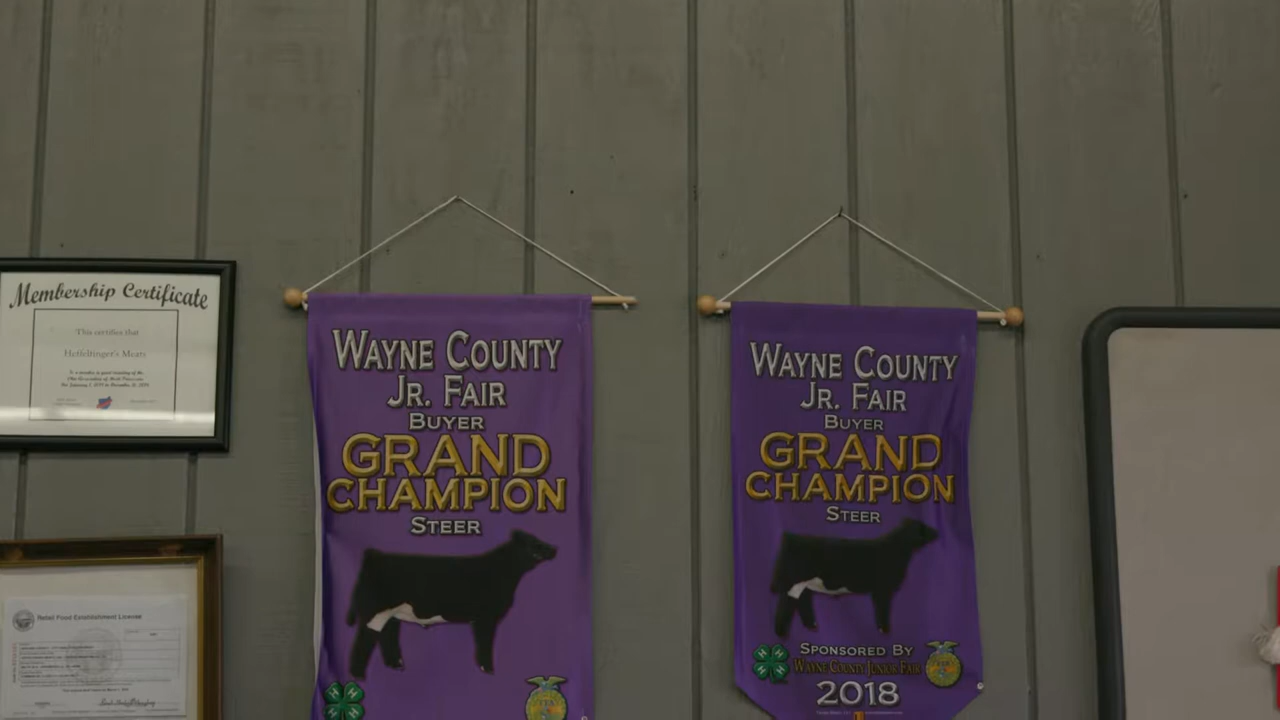 Membership Certificate
This certifies that
Heffelfinger's Meats
Retail Food Establishment License
WAYNE COUNTY
JR. FAIR
BUYER
GRAND
CHAMPION
STEER
WAYNE COUNTY
JR. FAIR
BUYER
GRAND
CHAMPION
STEER
SPONSORED BY
WAYNE COUNTY JUNIOR FAIR
2018